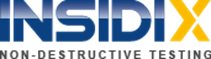 INSIDIX
NON-DESTRUCTIVE TESTING